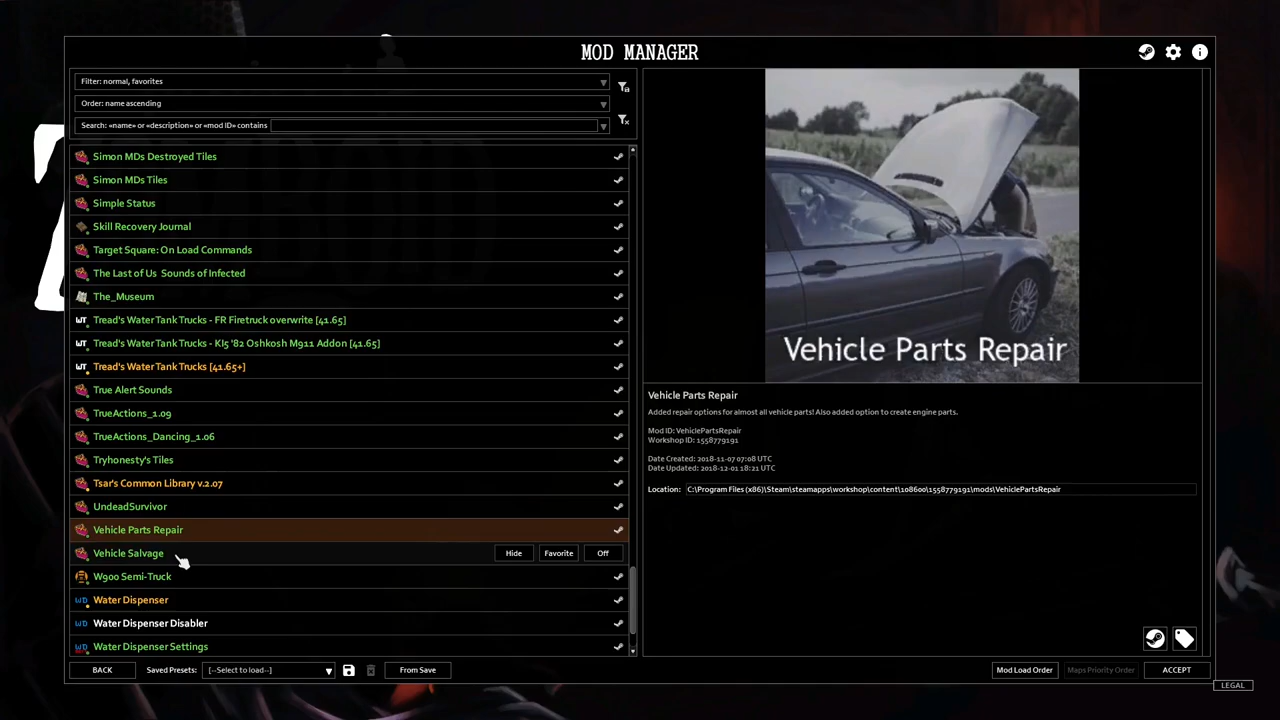 MOD MANAGER
Filter: normal, favorites
Order: name ascending
Search: «name» or «description» or «mod ID» contains
Simon MDs Destroyed Tiles
Simon MDs Tiles
Simple Status
Skill Recovery Journal
Target Square: On Load Commands
The Last of Us Sounds of Infected
The_Museum
WT Tread's Water Tank Trucks - FR Firetruck overwrite [41.65]
WT Tread's Water Tank Trucks - KI5 '82 Oshkosh M911 Addon [41.65]
WT Tread's Water Tank Trucks [41.65+]
True Alert Sounds
TrueActions_1.09
TrueActions_Dancing_1.06
Tryhonesty's Tiles
Tsar's Common Library v.2.07
UndeadSurvivor
Vehicle Parts Repair
Vehicle Salvage Hide Favorite Off
W900 Semi-Truck
WD Water Dispenser
WD Water Dispenser Disabler
WD Water Dispenser Settings
BACK Saved Presets: [--Select to load--] From Save
Vehicle Parts Repair
Vehicle Parts Repair
Added repair options for almost all vehicle parts! Also added option to create engine parts.
Mod ID: VehiclePartsRepair
Workshop ID: 1558779191
Date Created: 2018-11-07 07:08 UTC
Date Updated: 2018-12-01 18:21 UTC
Location: C:\Program Files (x86)\Steam\steamapps\workshop\content\108600\1558779191\mods\VehiclePartsRepair
Mod Load Order Maps Priority Order ACCEPT
LEGAL